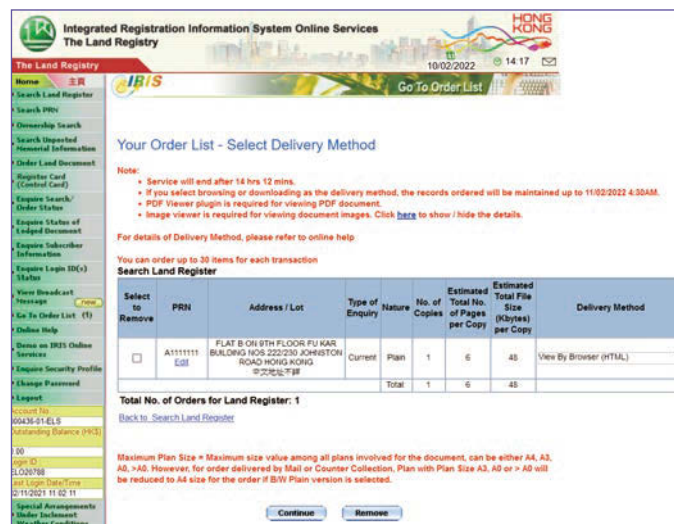 Integrated Registration Information System Online Services
The Land Registry
HONG
KONG
The Land Registry
10/02/2022
14:17
Home 主頁
eIRIS
Go To Order List
Search Land Register
Search PRN
Ownership Search
Search Unposted
Memorial Information
Order Land Document
Register Card
(Control Card)
Enquire Search/
Order Status
Enquire Status of
Lodged Document
Enquire Subscriber
Information
Enquire Login ID(s)
Status
View Broadcast
Message new
Go To Order List (1)
Online Help
Demo on IRIS Online
Services
Enquire Security Profile
Change Password
Logout
Account No
000436-01-ELS
Outstanding Balance (HK$)
0.00
Login ID
ELO20788
Last Login Date/Time
02/11/2021 11:02:11
Special Arrangements
Under Inclement
Weather Conditions
Your Order List - Select Delivery Method
Note:
• Service will end after 14 hrs 12 mins.
• If you select browsing or downloading as the delivery method, the records ordered will be maintained up to 11/02/2022 4:30AM.
• PDF Viewer plugin is required for viewing PDF document.
• Image viewer is required for viewing document images. Click here to show / hide the details.
For details of Delivery Method, please refer to online help
You can order up to 30 items for each transaction
Search Land Register
Select to Remove PRN Address / Lot Type of Enquiry Nature No. of Copies Estimated Total No. of Pages per Copy Estimated Total File Size (Kbytes) per Copy Delivery Method
A1111111 Edit
FLAT B ON 9TH FLOOR FU KAR
BUILDING NOS.222/230 JOHNSTON
ROAD HONG KONG
中文地址不詳
Current Plain 1 6 48 View By Browser (HTML)
Total 1 6 48
Total No. of Orders for Land Register: 1
Back to Search Land Register
Maximum Plan Size = Maximum size value among all plans involved for the document, can be either A4, A3,
A0, >A0. However, for order delivered by Mail or Counter Collection, Plan with Plan Size A3, A0 or > A0 will
be reduced to A4 size for the order if B/W Plain version is selected.
Continue Remove